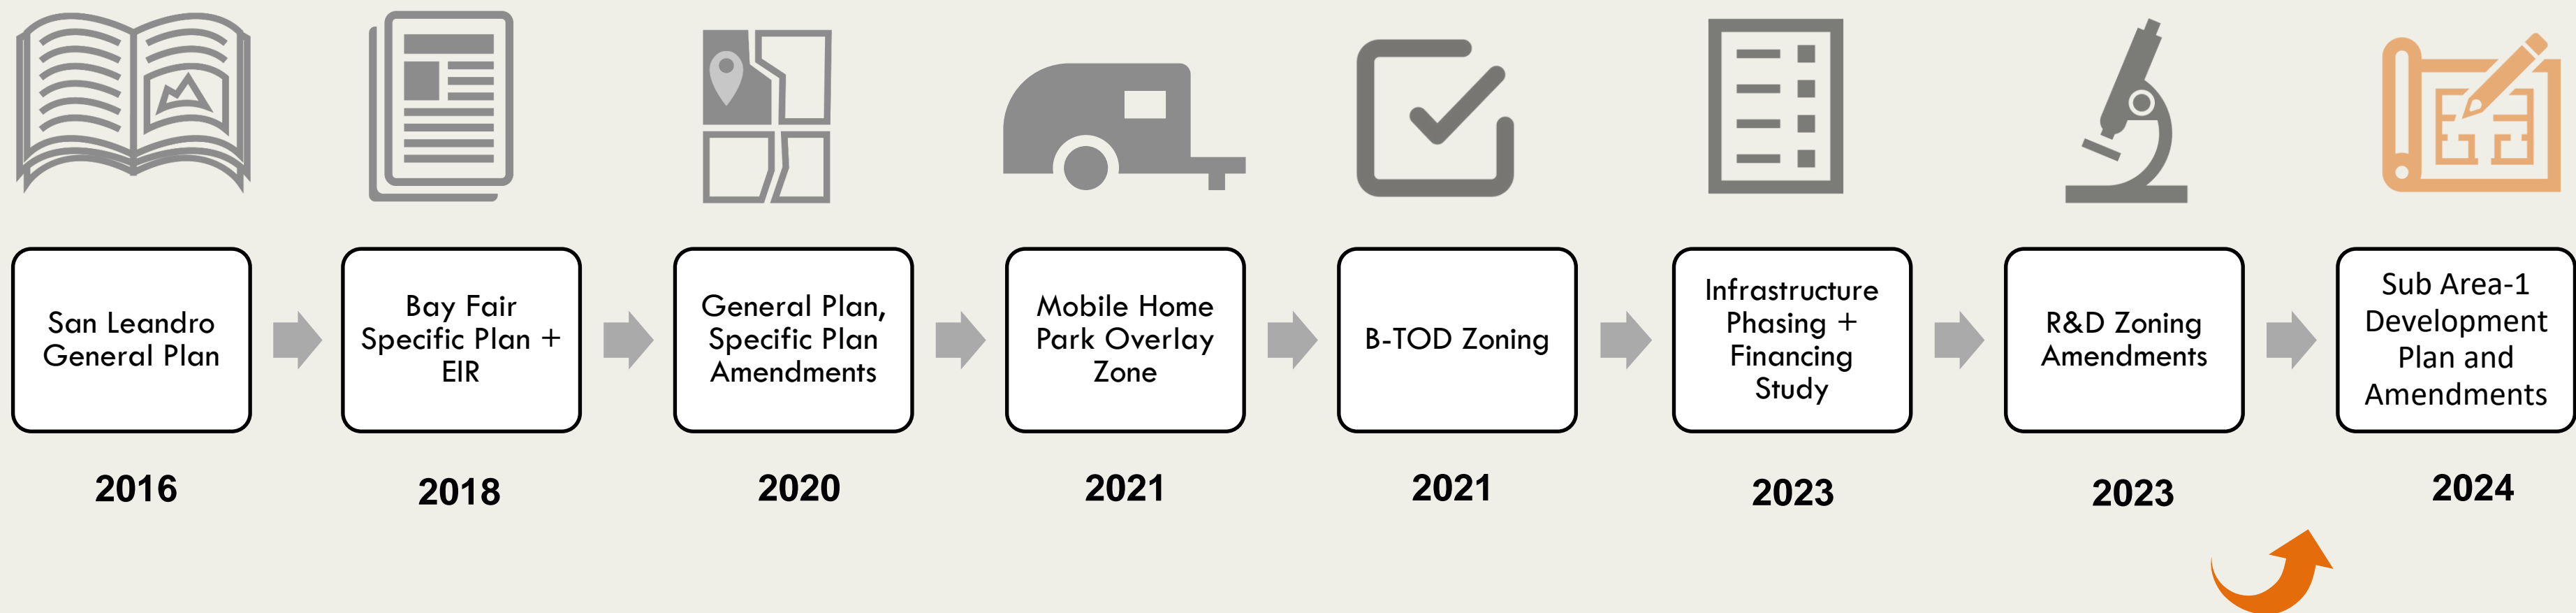 San Leandro
General Plan
Bay Fair
Specific Plan +
EIR
General Plan,
Specific Plan
Amendments
Mobile Home
Park Overlay
Zone
B-TOD Zoning
Infrastructure
Phasing +
Financing
Study
R&D Zoning
Amendments
Sub Area-1
Development
Plan and
Amendments
2016
2018
2020
2021
2021
2023
2023
2024